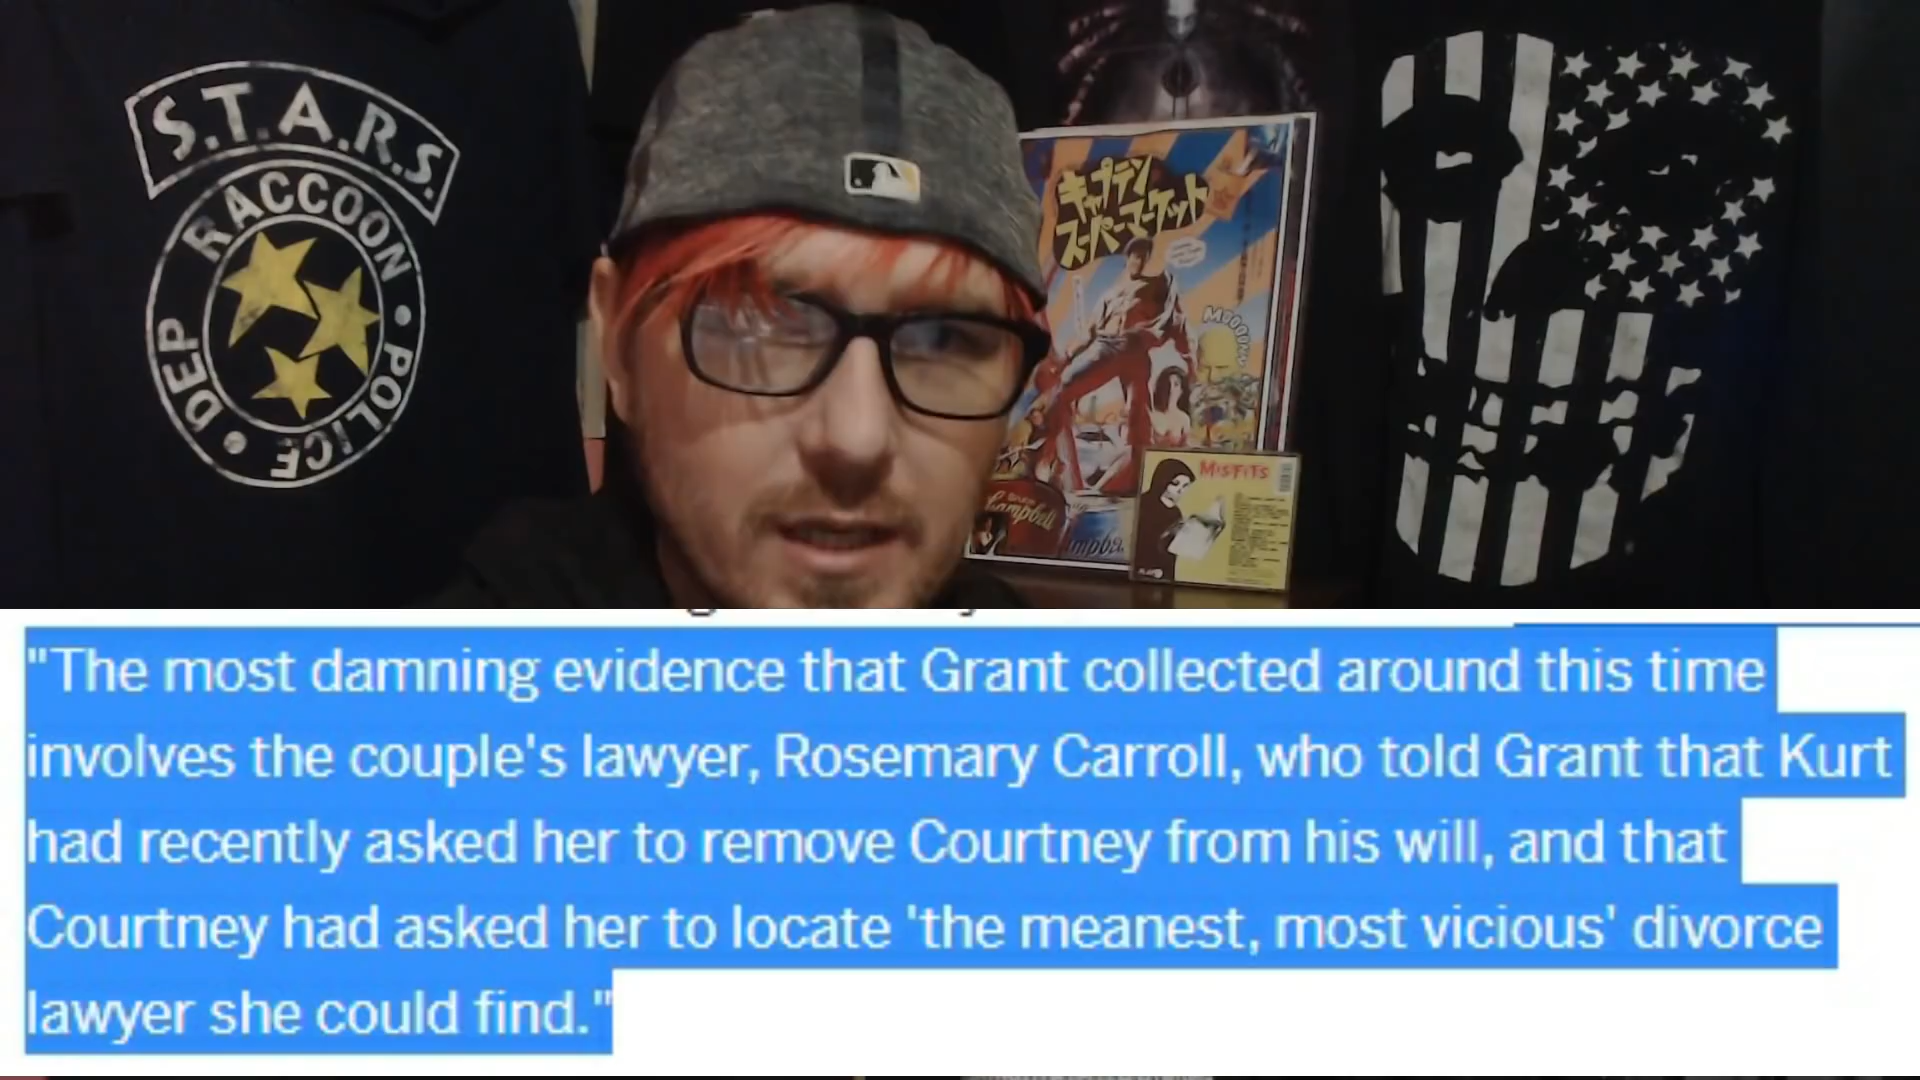 S.T.A.R.S.
RACCOON • POLICE • DEP
キャプテン
スーパーマーケット
MOOOOM
MISFITS
Campbell
"The most damning evidence that Grant collected around this time
involves the couple's lawyer, Rosemary Carroll, who told Grant that Kurt
had recently asked her to remove Courtney from his will, and that
Courtney had asked her to locate 'the meanest, most vicious' divorce
lawyer she could find."